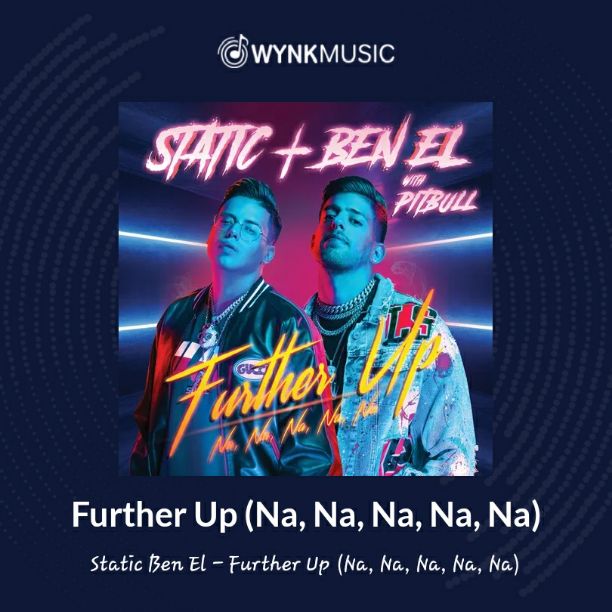 WYNKMUSIC
STATIC + BEN EL
WITH
PITBULL
GUCCI
Further Up
Na, Na, Na, Na, Na
Further Up (Na, Na, Na, Na, Na)
Static Ben El – Further Up (Na, Na, Na, Na, Na)